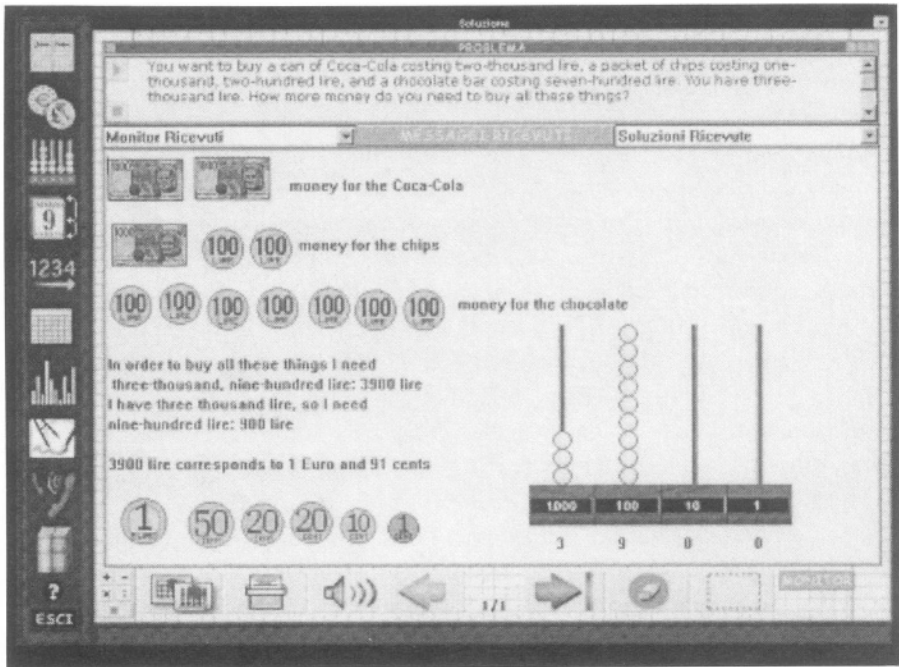 Soluzione
PROBLEMA
You want to buy a can of Coca-Cola costing two-thousand lire, a packet of chips costing one-
thousand, two-hundred lire, and a chocolate bar costing seven-hundred lire. You have three-
thousand lire. How more money do you need to buy all these things?
Monitor Ricevuti MESSAGGI RICEVUTI Soluzioni Ricevute
1000 1000 money for the Coca-Cola
1000 100 100 money for the chips
100 100 100 100 100 100 100 money for the chocolate
In order to buy all these things I need
three-thousand, nine-hundred lire: 3900 lire
I have three thousand lire, so I need
nine-hundred lire: 900 lire
3900 lire corresponds to 1 Euro and 91 cents
1 50 20 20 10 1
1000 100 10 1
3 9 0 0
9
1234
?
ESCI
1/1
MONITOR